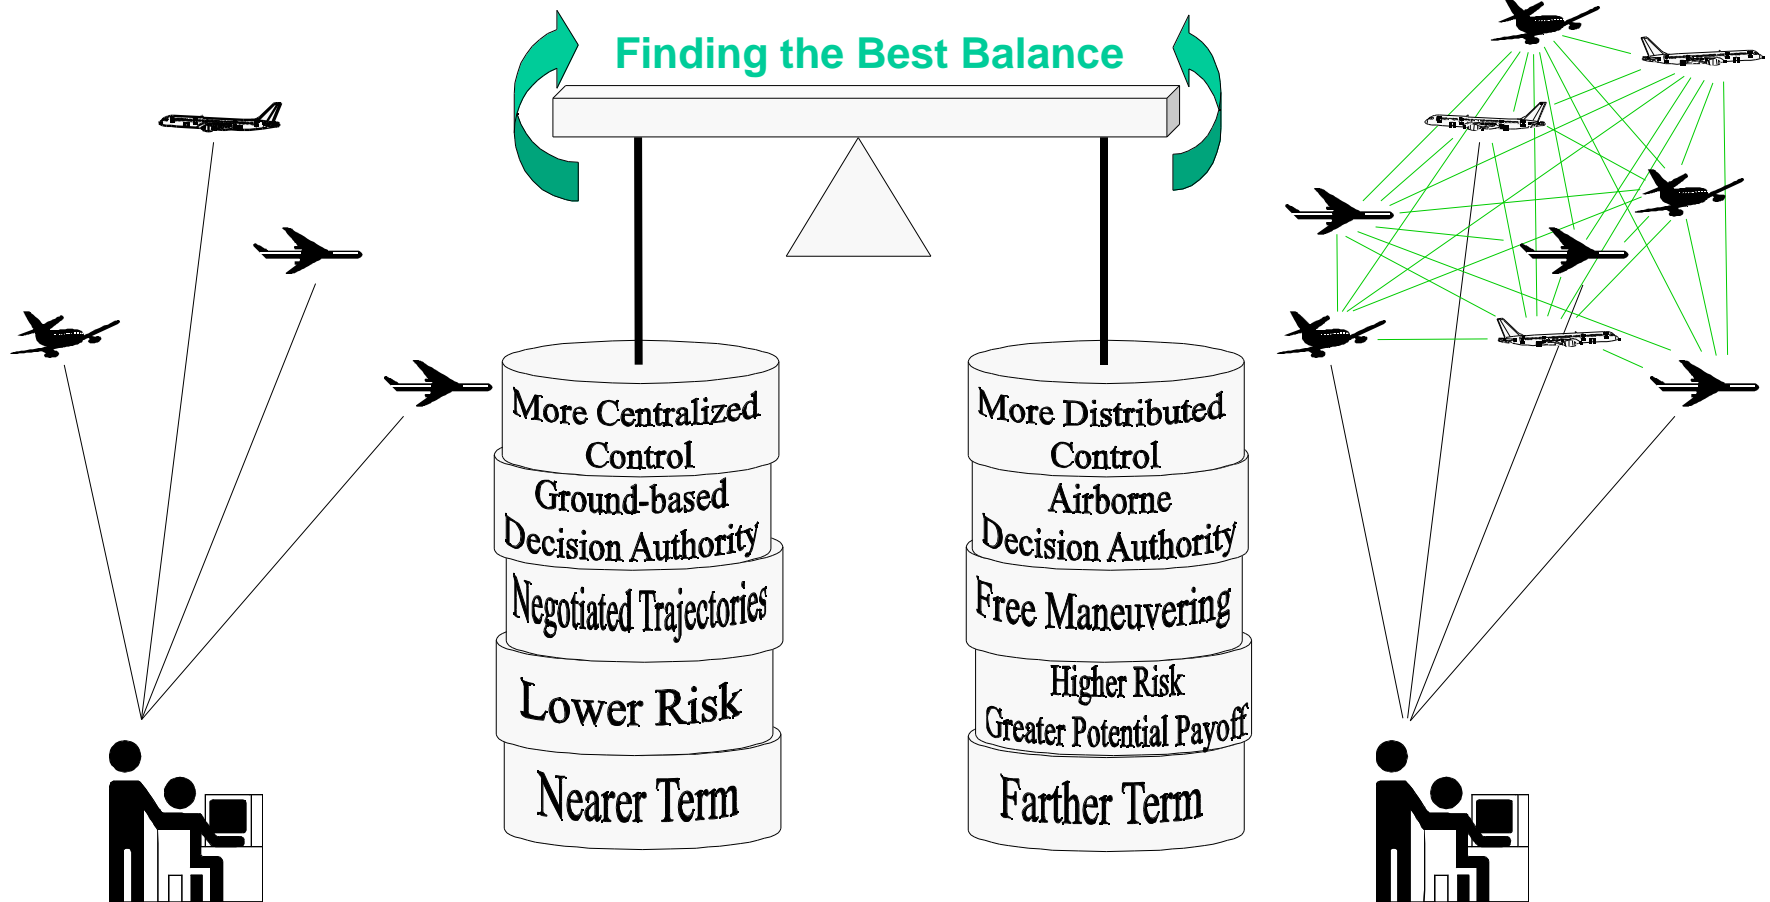 Finding the Best Balance
More Centralized
Control
Ground-based
Decision Authority
Negotiated Trajectories
Lower Risk
Nearer Term
More Distributed
Control
Airborne
Decision Authority
Free Maneuvering
Higher Risk
Greater Potential Payoff
Farther Term